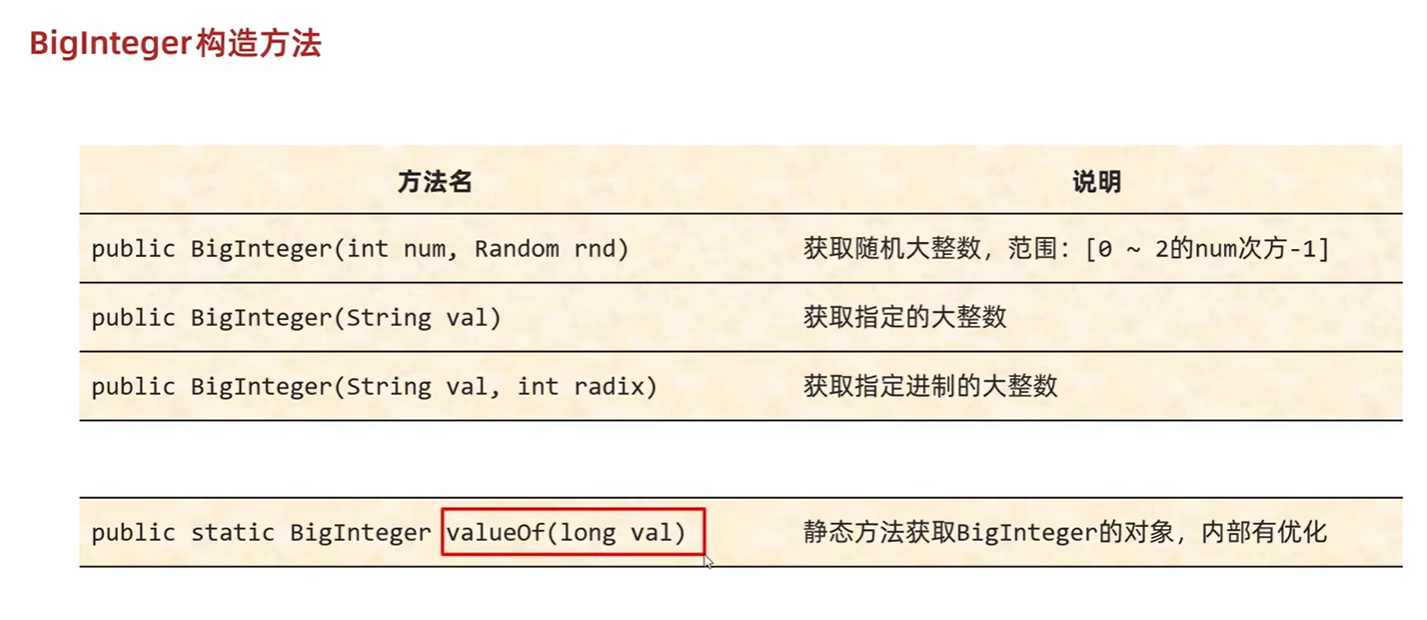 BigInteger构造方法
方法名 说明
public BigInteger(int num, Random rnd) 获取随机大整数，范围：[0 ~ 2的num次方-1]
public BigInteger(String val) 获取指定的大整数
public BigInteger(String val, int radix) 获取指定进制的大整数
public static BigInteger valueOf(long val) 静态方法获取BigInteger的对象，内部有优化